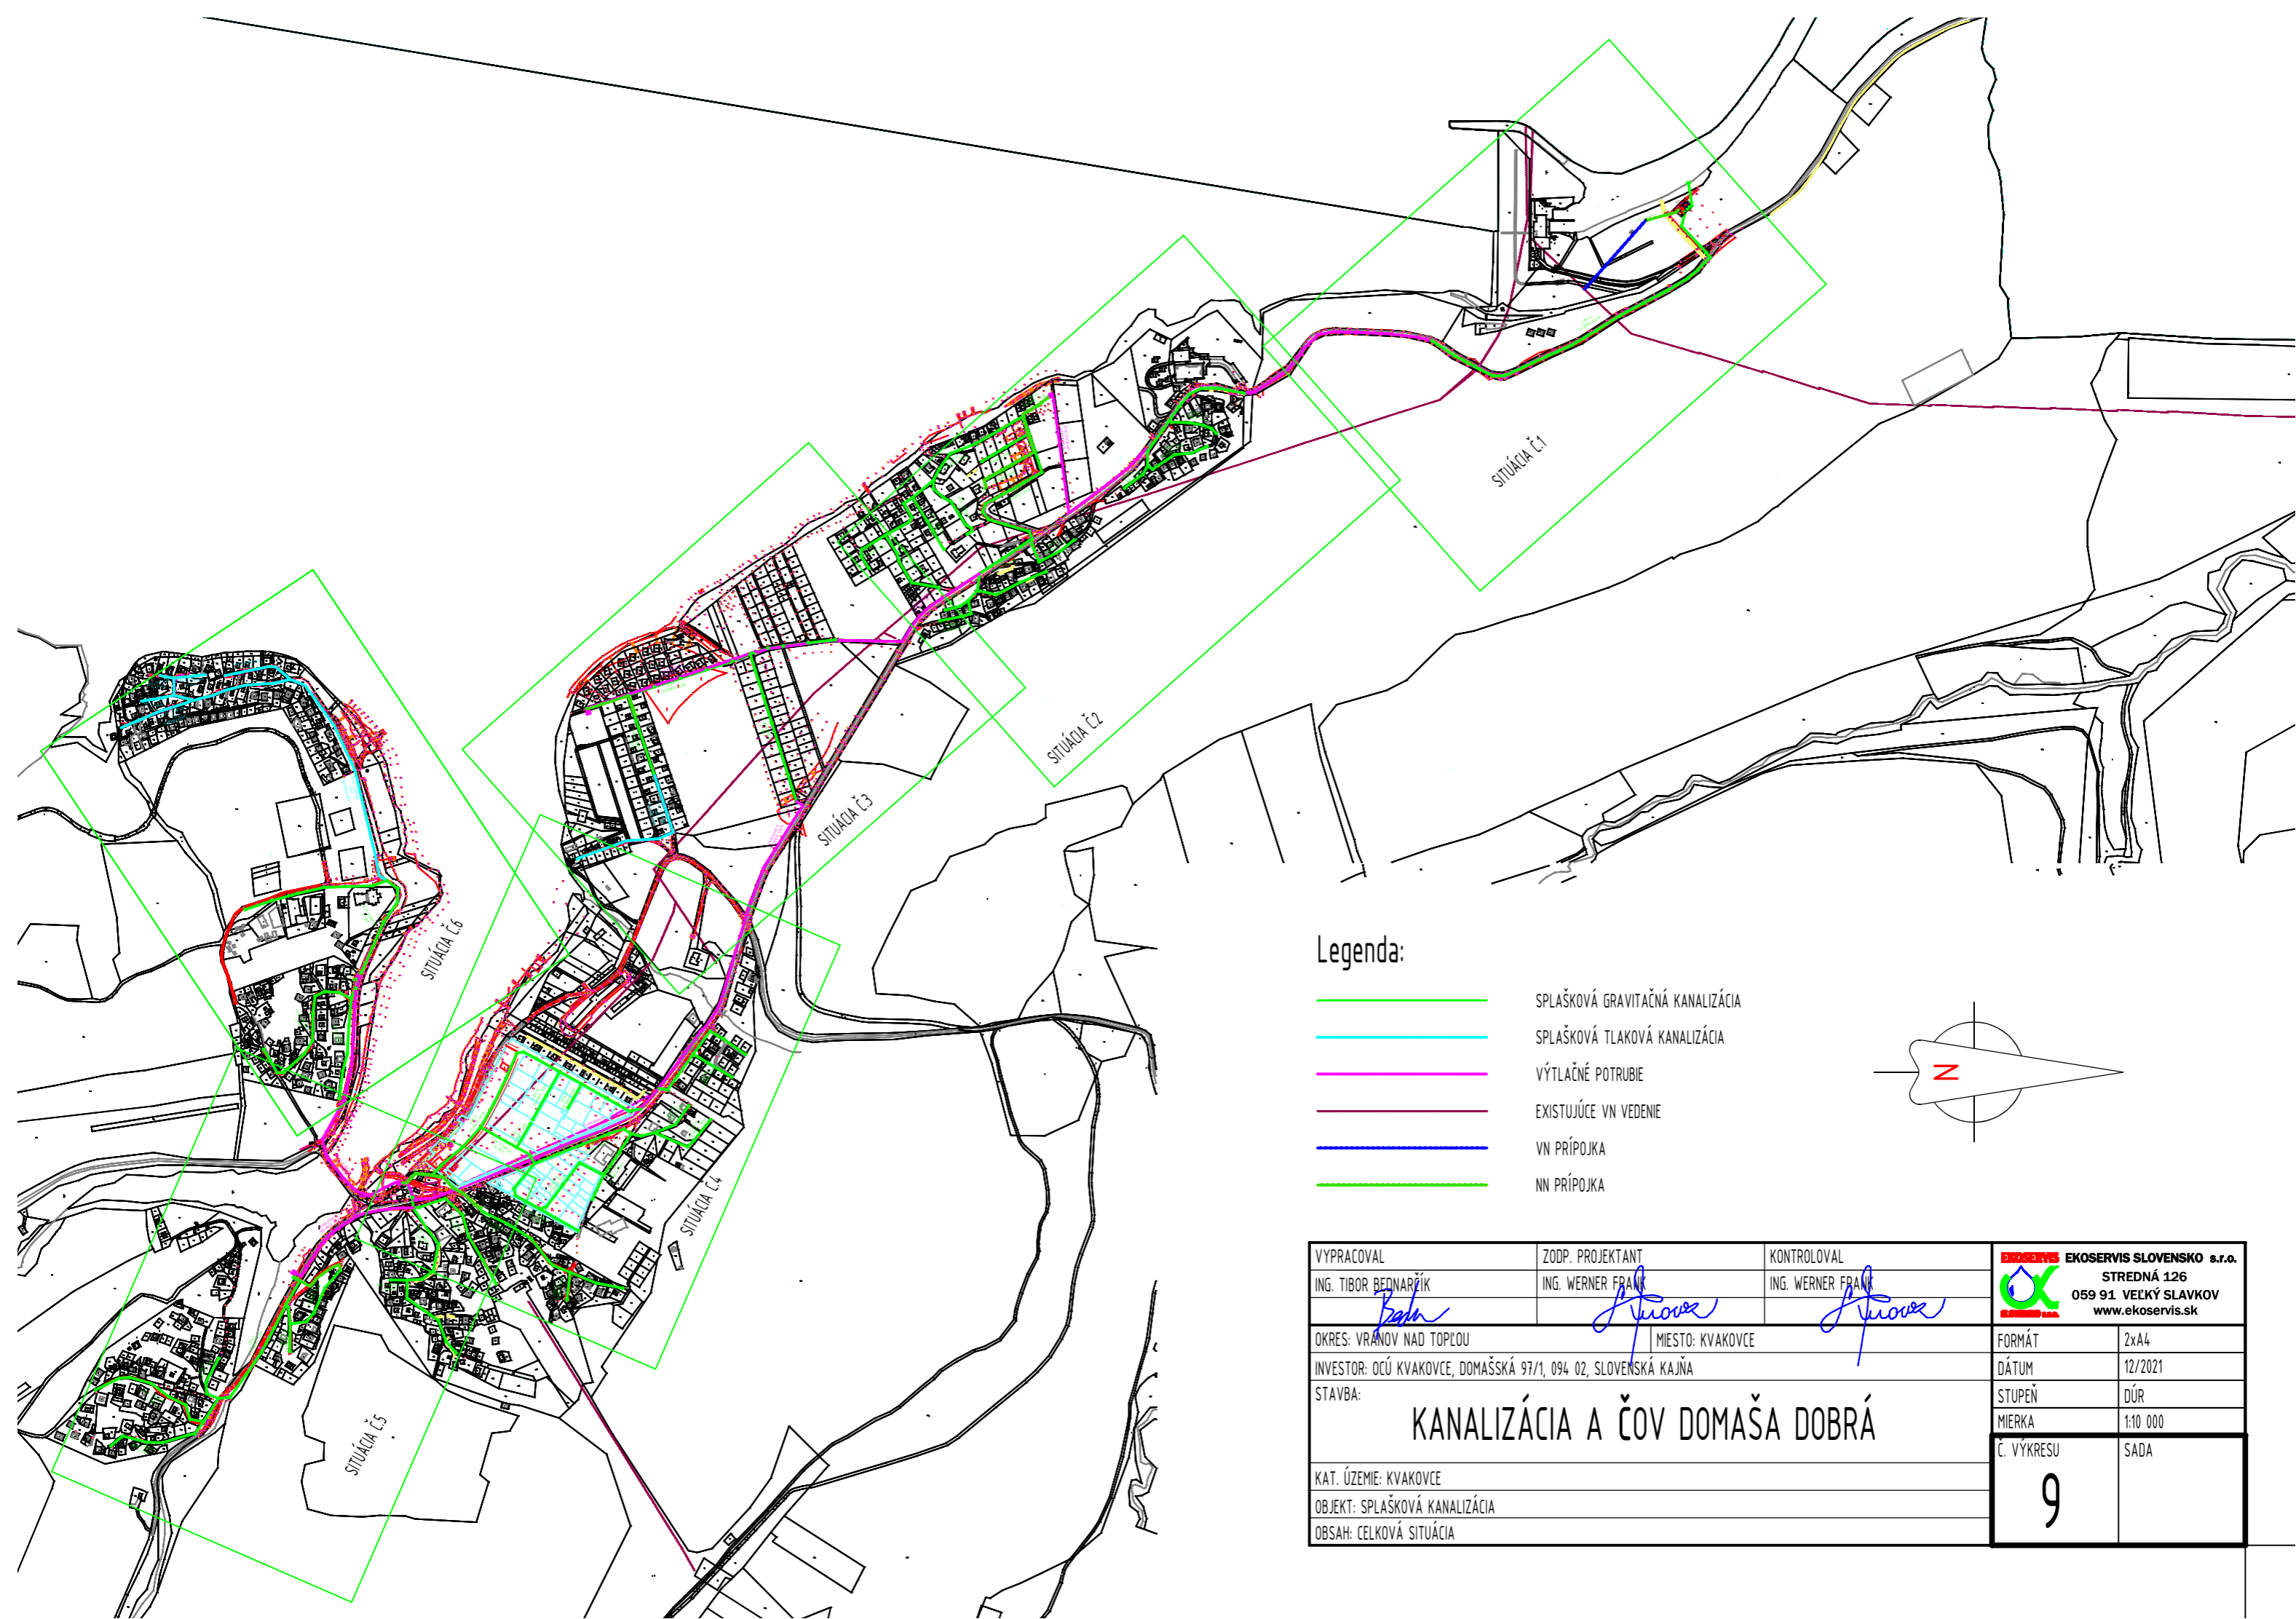 SITUÁCIA Č.1
SITUÁCIA Č.2
SITUÁCIA Č.3
SITUÁCIA Č.6
SITUÁCIA Č.4
SITUÁCIA Č.5
Legenda:
SPLAŠKOVÁ GRAVITAČNÁ KANALIZÁCIA
SPLAŠKOVÁ TLAKOVÁ KANALIZÁCIA
VÝTLAČNÉ POTRUBIE
EXISTUJÚCE VN VEDENIE
VN PRÍPOJKA
NN PRÍPOJKA
N
VYPRACOVAL ZODP. PROJEKTANT KONTROLOVAL
ING. TIBOR BEDNARČÍK ING. WERNER FRANK ING. WERNER FRANK
EKOSERVIS
SLOVENSKO s.r.o.
EKOSERVIS SLOVENSKO s.r.o.
STREDNÁ 126
059 91 VEĽKÝ SLAVKOV
www.ekoservis.sk
OKRES: VRANOV NAD TOPĽOU MIESTO: KVAKOVCE
INVESTOR: OCÚ KVAKOVCE, DOMAŠSKÁ 97/1, 094 02, SLOVENSKÁ KAJŇA
STAVBA:
KANALIZÁCIA A ČOV DOMAŠA DOBRÁ
KAT. ÚZEMIE: KVAKOVCE
OBJEKT: SPLAŠKOVÁ KANALIZÁCIA
OBSAH: CELKOVÁ SITUÁCIA
FORMÁT 2xA4
DÁTUM 12/2021
STUPEŇ DÚR
MIERKA 1:10 000
Č. VÝKRESU SADA
9